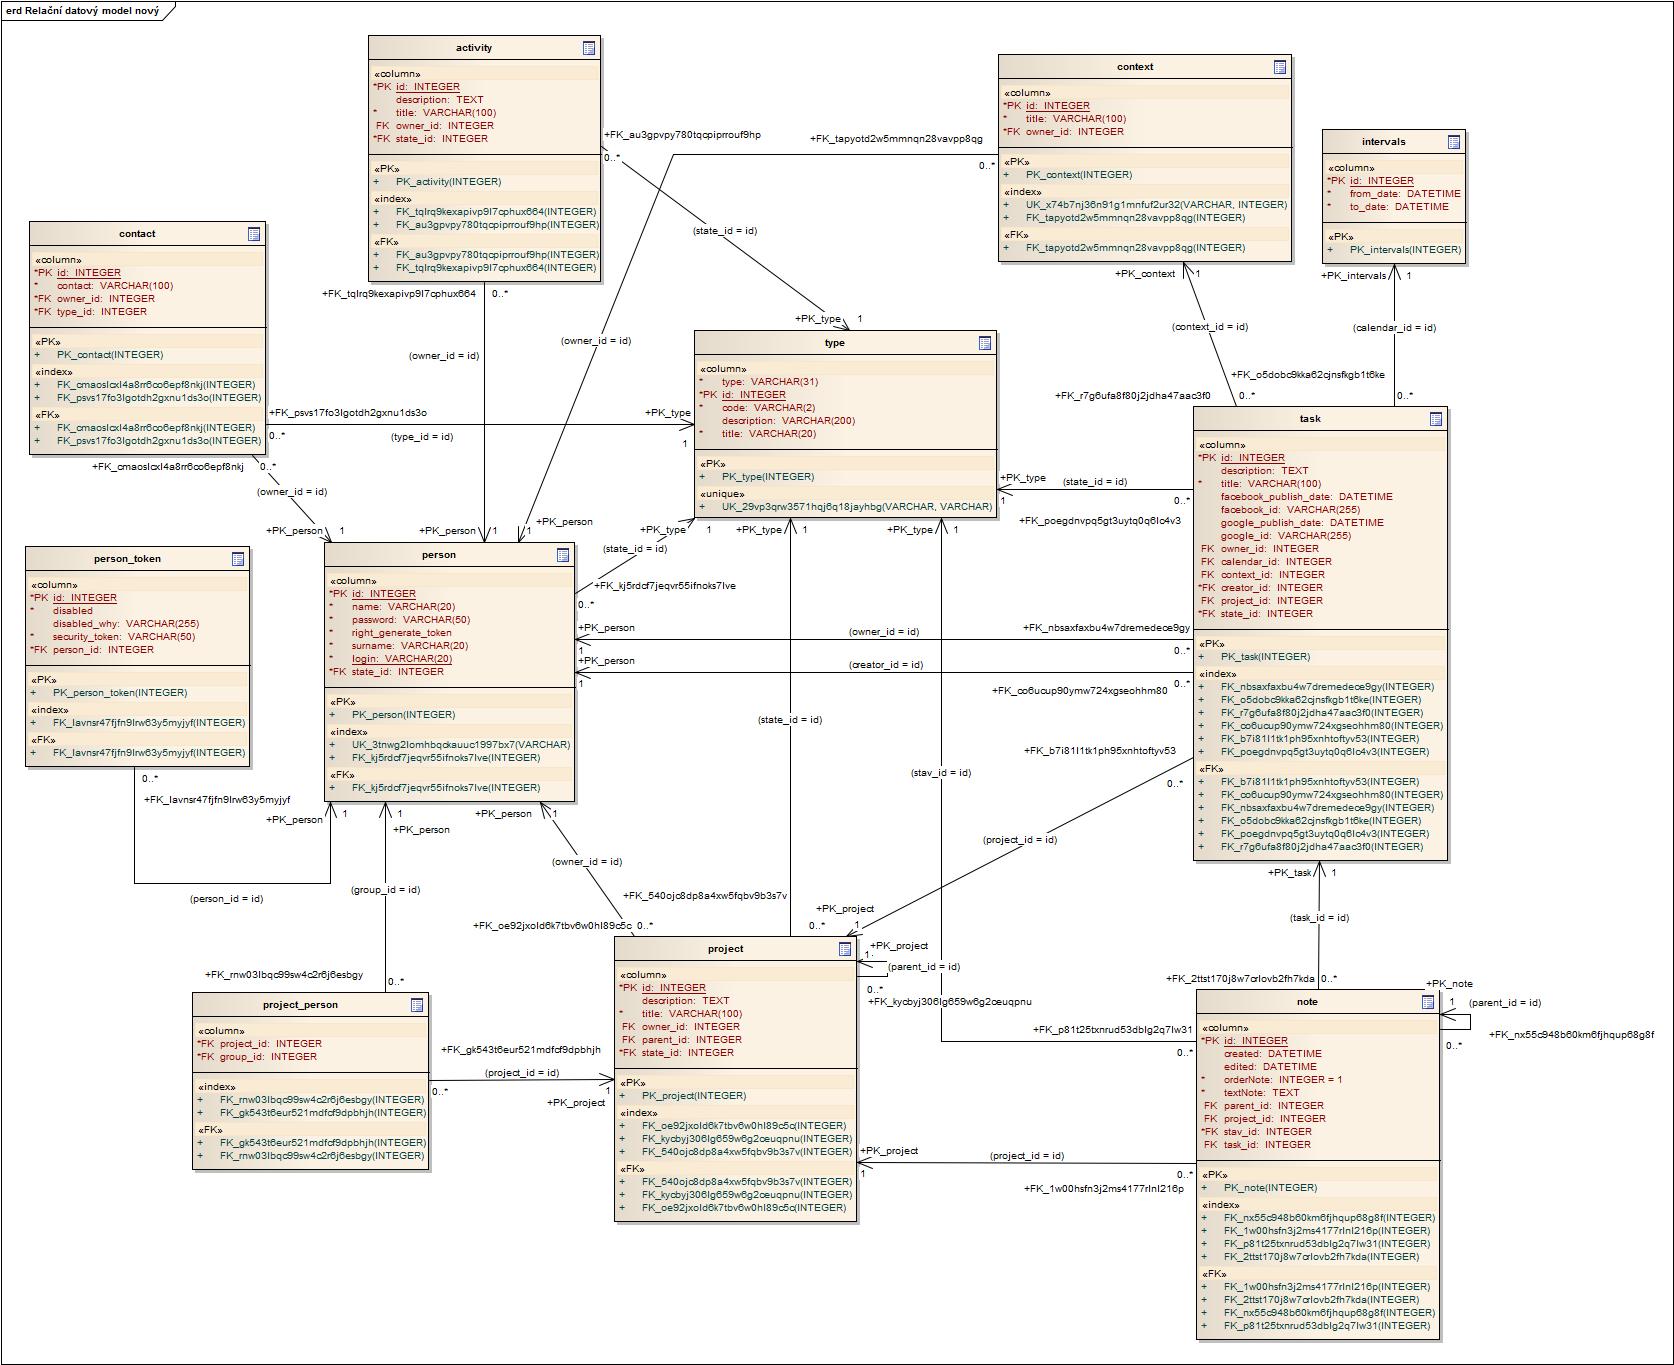 erd Relační datový model nový
activity
«column»
*PK id: INTEGER
description: TEXT
* title: VARCHAR(100)
FK owner_id: INTEGER
*FK state_id: INTEGER
«PK»
+ PK_activity(INTEGER)
«index»
+ FK_tqlrq9kexapivp9l7cphux664(INTEGER)
+ FK_au3gpvpy780tqcpiprrouf9hp(INTEGER)
«FK»
+ FK_au3gpvpy780tqcpiprrouf9hp(INTEGER)
+ FK_tqlrq9kexapivp9l7cphux664(INTEGER)
context
«column»
*PK id: INTEGER
* title: VARCHAR(100)
*FK owner_id: INTEGER
«PK»
+ PK_context(INTEGER)
«index»
+ UK_x74b7nj36n91g1mnfuf2ur32(VARCHAR, INTEGER)
+ FK_tapyotd2w5mmnqn28vavpp8qg(INTEGER)
«FK»
+ FK_tapyotd2w5mmnqn28vavpp8qg(INTEGER)
intervals
«column»
*PK id: INTEGER
* from_date: DATETIME
* to_date: DATETIME
«PK»
+ PK_intervals(INTEGER)
contact
«column»
*PK id: INTEGER
* contact: VARCHAR(100)
*FK owner_id: INTEGER
*FK type_id: INTEGER
«PK»
+ PK_contact(INTEGER)
«index»
+ FK_cmaoslcxl4a8rr6co6epf8nkj(INTEGER)
+ FK_psvs17fo3lgotdh2gxnu1ds3o(INTEGER)
«FK»
+ FK_cmaoslcxl4a8rr6co6epf8nkj(INTEGER)
+ FK_psvs17fo3lgotdh2gxnu1ds3o(INTEGER)
+FK_au3gpvpy780tqcpiprrouf9hp
0..*
(state_id = id)
+PK_type 1
+FK_tapyotd2w5mmnqn28vavpp8qg
0..*
(owner_id = id)
+PK_person
1
+FK_tqlrq9kexapivp9l7cphux664 0..*
(owner_id = id)
+PK_person 1
+FK_psvs17fo3lgotdh2gxnu1ds3o
0..*
(type_id = id)
+PK_type
1
+FK_cmaoslcxl4a8rr6co6epf8nkj 0..*
(owner_id = id)
+PK_person 1
+PK_context 1
(context_id = id)
+FK_o5dobc9kka62cjnsfkgb1t6ke
0..*
+PK_intervals 1
(calendar_id = id)
+FK_r7g6ufa8f80j2jdha47aac3f0
0..*
type
«column»
* type: VARCHAR(31)
*PK id: INTEGER
* code: VARCHAR(2)
description: VARCHAR(200)
* title: VARCHAR(20)
«PK»
+ PK_type(INTEGER)
«unique»
+ UK_29vp3qrw3571hqj6q18jayhbg(VARCHAR, VARCHAR)
task
«column»
*PK id: INTEGER
description: TEXT
* title: VARCHAR(100)
facebook_publish_date: DATETIME
facebook_id: VARCHAR(255)
google_publish_date: DATETIME
google_id: VARCHAR(255)
FK owner_id: INTEGER
FK calendar_id: INTEGER
FK context_id: INTEGER
*FK creator_id: INTEGER
FK project_id: INTEGER
*FK state_id: INTEGER
«PK»
+ PK_task(INTEGER)
«index»
+ FK_nbsaxfaxbu4w7dremedece9gy(INTEGER)
+ FK_o5dobc9kka62cjnsfkgb1t6ke(INTEGER)
+ FK_r7g6ufa8f80j2jdha47aac3f0(INTEGER)
+ FK_co6ucup90ymw724xgseohhm80(INTEGER)
+ FK_b7i81l1tk1ph95xnhtoftyv53(INTEGER)
+ FK_poegdnvpq5gt3uytq0q6lc4v3(INTEGER)
«FK»
+ FK_b7i81l1tk1ph95xnhtoftyv53(INTEGER)
+ FK_co6ucup90ymw724xgseohhm80(INTEGER)
+ FK_nbsaxfaxbu4w7dremedece9gy(INTEGER)
+ FK_o5dobc9kka62cjnsfkgb1t6ke(INTEGER)
+ FK_poegdnvpq5gt3uytq0q6lc4v3(INTEGER)
+ FK_r7g6ufa8f80j2jdha47aac3f0(INTEGER)
+PK_type
1
(state_id = id)
0..*
+FK_poegdnvpq5gt3uytq0q6lc4v3
+PK_type 1
+PK_type 1
+PK_type 1
(state_id = id)
+FK_kj5rdcf7jeqvr55ifnoks7lve
0..*
+PK_person
1
(owner_id = id)
+FK_nbsaxfaxbu4w7dremedece9gy
0..*
+PK_person
1
(creator_id = id)
0..*
+FK_co6ucup90ymw724xgseohhm80
person_token
«column»
*PK id: INTEGER
* disabled
disabled_why: VARCHAR(255)
* security_token: VARCHAR(50)
*FK person_id: INTEGER
«PK»
+ PK_person_token(INTEGER)
«index»
+ FK_lavnsr47fjfn9lrw63y5myjyf(INTEGER)
«FK»
+ FK_lavnsr47fjfn9lrw63y5myjyf(INTEGER)
person
«column»
*PK id: INTEGER
* name: VARCHAR(20)
* password: VARCHAR(50)
* right_generate_token
* surname: VARCHAR(20)
* login: VARCHAR(20)
*FK state_id: INTEGER
«PK»
+ PK_person(INTEGER)
«index»
+ UK_3tnwg2lomhbqckauuc1997bx7(VARCHAR)
+ FK_kj5rdcf7jeqvr55ifnoks7lve(INTEGER)
«FK»
+ FK_kj5rdcf7jeqvr55ifnoks7lve(INTEGER)
(state_id = id)
(stav_id = id)
+FK_b7i81l1tk1ph95xnhtoftyv53
0..*
(project_id = id)
+PK_project
1
0..*
+FK_lavnsr47fjfn9lrw63y5myjyf
+PK_person 1
(person_id = id)
+PK_person
(group_id = id)
+FK_rnw03lbqc99sw4c2r6j6esbgy
0..*
+PK_person 1
(owner_id = id)
+FK_oe92jxold6k7tbv6w0hl89c5c 0..*
+FK_540ojc8dp8a4xw5fqbv9b3s7v
0..*
+PK_task 1
(task_id = id)
+FK_2ttst170j8w7crlovb2fh7kda 0..*
project_person
«column»
*FK project_id: INTEGER
*FK group_id: INTEGER
«index»
+ FK_rnw03lbqc99sw4c2r6j6esbgy(INTEGER)
+ FK_gk543t6eur521mdfcf9dpbhjh(INTEGER)
«FK»
+ FK_gk543t6eur521mdfcf9dpbhjh(INTEGER)
+ FK_rnw03lbqc99sw4c2r6j6esbgy(INTEGER)
+FK_gk543t6eur521mdfcf9dpbhjh
0..*
(project_id = id)
1
+PK_project
project
«column»
*PK id: INTEGER
description: TEXT
* title: VARCHAR(100)
FK owner_id: INTEGER
FK parent_id: INTEGER
*FK state_id: INTEGER
«PK»
+ PK_project(INTEGER)
«index»
+ FK_oe92jxold6k7tbv6w0hl89c5c(INTEGER)
+ FK_kycbyj306lg659w6g2ceuqpnu(INTEGER)
+ FK_540ojc8dp8a4xw5fqbv9b3s7v(INTEGER)
«FK»
+ FK_540ojc8dp8a4xw5fqbv9b3s7v(INTEGER)
+ FK_kycbyj306lg659w6g2ceuqpnu(INTEGER)
+ FK_oe92jxold6k7tbv6w0hl89c5c(INTEGER)
+PK_project
1
(parent_id = id)
0..*
+FK_kycbyj306lg659w6g2ceuqpnu
+FK_p81t25txnrud53dblg2q7lw31
0..*
+PK_project
1
(project_id = id)
0..*
+FK_1w00hsfn3j2ms4177rlnl216p
note
«column»
*PK id: INTEGER
created: DATETIME
edited: DATETIME
* orderNote: INTEGER = 1
* textNote: TEXT
FK parent_id: INTEGER
FK project_id: INTEGER
*FK stav_id: INTEGER
FK task_id: INTEGER
«PK»
+ PK_note(INTEGER)
«index»
+ FK_nx55c948b60km6fjhqup68g8f(INTEGER)
+ FK_1w00hsfn3j2ms4177rlnl216p(INTEGER)
+ FK_p81t25txnrud53dblg2q7lw31(INTEGER)
+ FK_2ttst170j8w7crlovb2fh7kda(INTEGER)
«FK»
+ FK_1w00hsfn3j2ms4177rlnl216p(INTEGER)
+ FK_2ttst170j8w7crlovb2fh7kda(INTEGER)
+ FK_nx55c948b60km6fjhqup68g8f(INTEGER)
+ FK_p81t25txnrud53dblg2q7lw31(INTEGER)
+PK_note
1
(parent_id = id)
0..*
+FK_nx55c948b60km6fjhqup68g8f